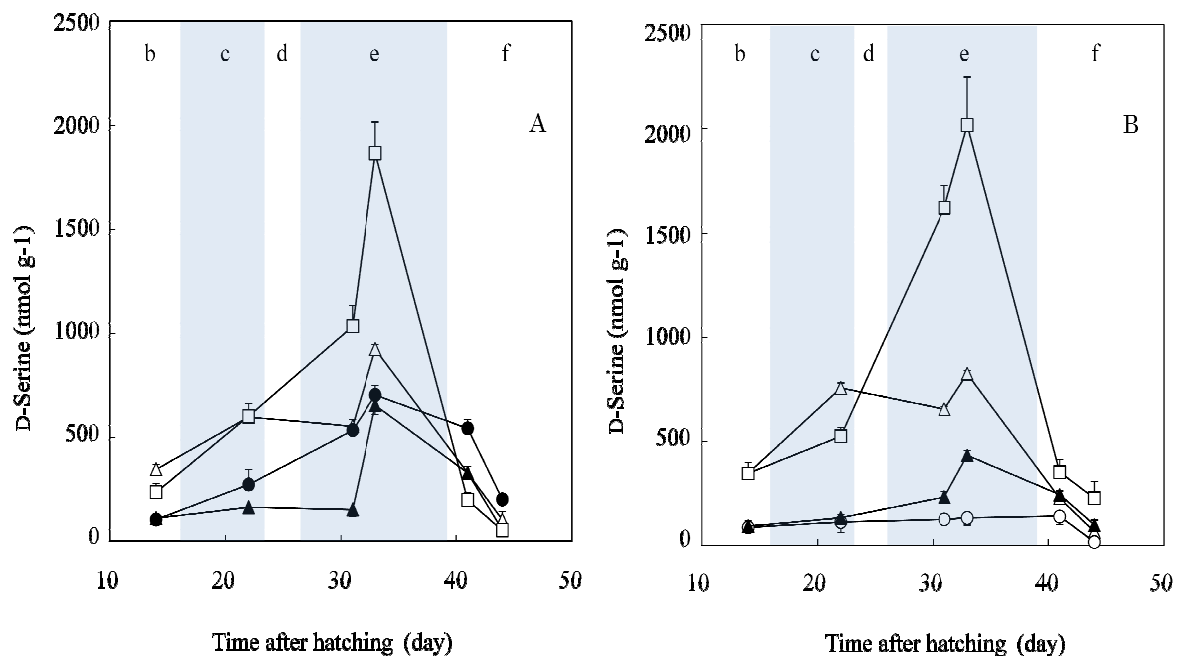 2500
2000
1500
1000
500
0
10 20 30 40 50
b c d e f
A
D-Serine (nmol g-1)
Time after hatching (day)
2500
2000
1500
1000
500
0
10 20 30 40 50
b c d e f
B
D-Serine (nmol g-1)
Time after hatching (day)